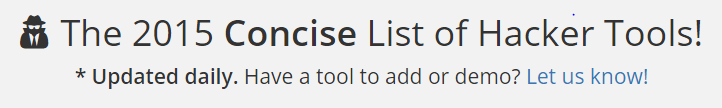 The 2015 Concise List of Hacker Tools!
* Updated daily. Have a tool to add or demo? Let us know!